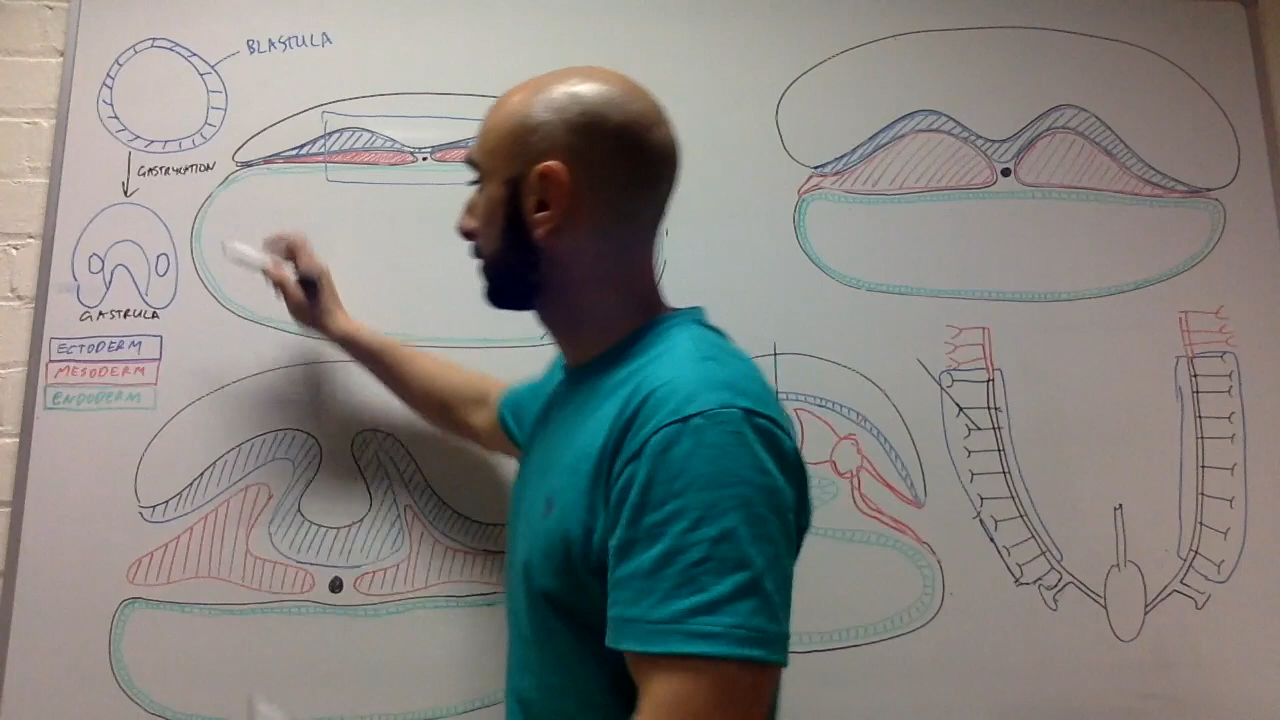 BLASTULA
GASTRULATION
GASTRULA
ECTODERM
MESODERM
ENDODERM